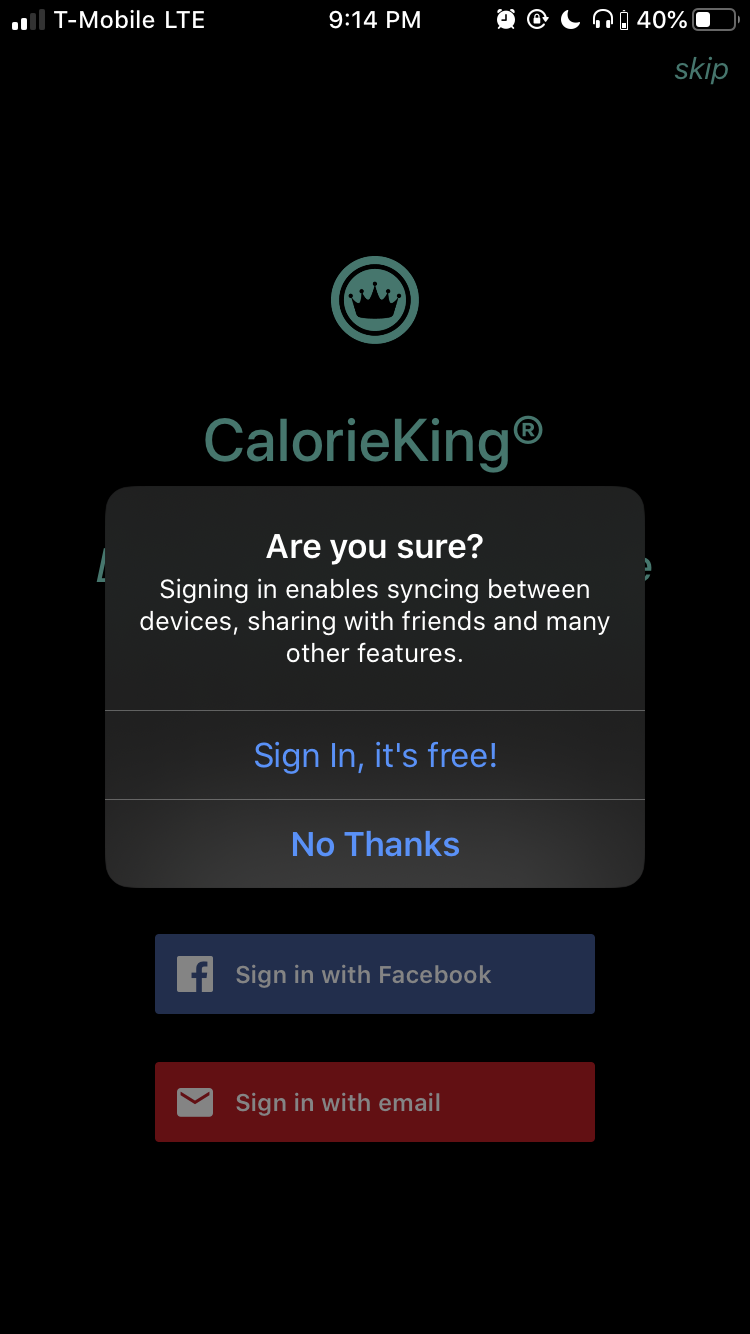 T-Mobile LTE 9:14 PM 40%
skip
CalorieKing®
Are you sure?
Signing in enables syncing between
devices, sharing with friends and many
other features.
Sign In, it's free!
No Thanks
Sign in with Facebook
Sign in with email